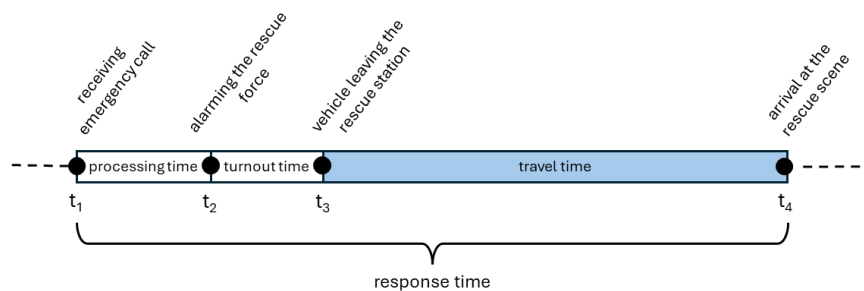 receiving
emergency call
alarming the rescue
force
vehicle leaving the
rescue station
arrival at the
rescue scene
processing time
turnout time
travel time
t1
t2
t3
t4
response time